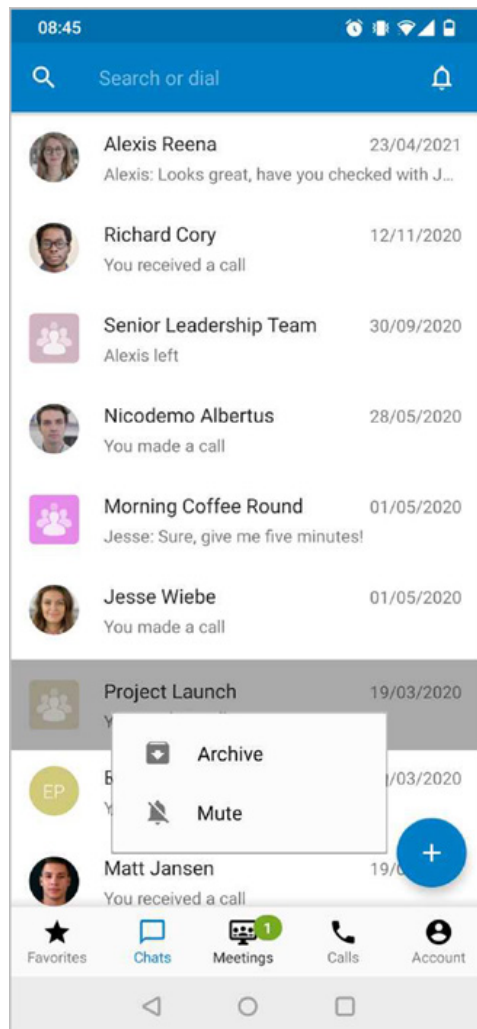 08:45
Search or dial
Alexis Reena 23/04/2021
Alexis: Looks great, have you checked with J...
Richard Cory 12/11/2020
You received a call
Senior Leadership Team 30/09/2020
Alexis left
Nicodemo Albertus 28/05/2020
You made a call
Morning Coffee Round 01/05/2020
Jesse: Sure, give me five minutes!
Jesse Wiebe 01/05/2020
You made a call
Project Launch 19/03/2020
Archive
EP
Mute
Matt Jansen
You received a call
+
1
Favorites Chats Meetings Calls Account